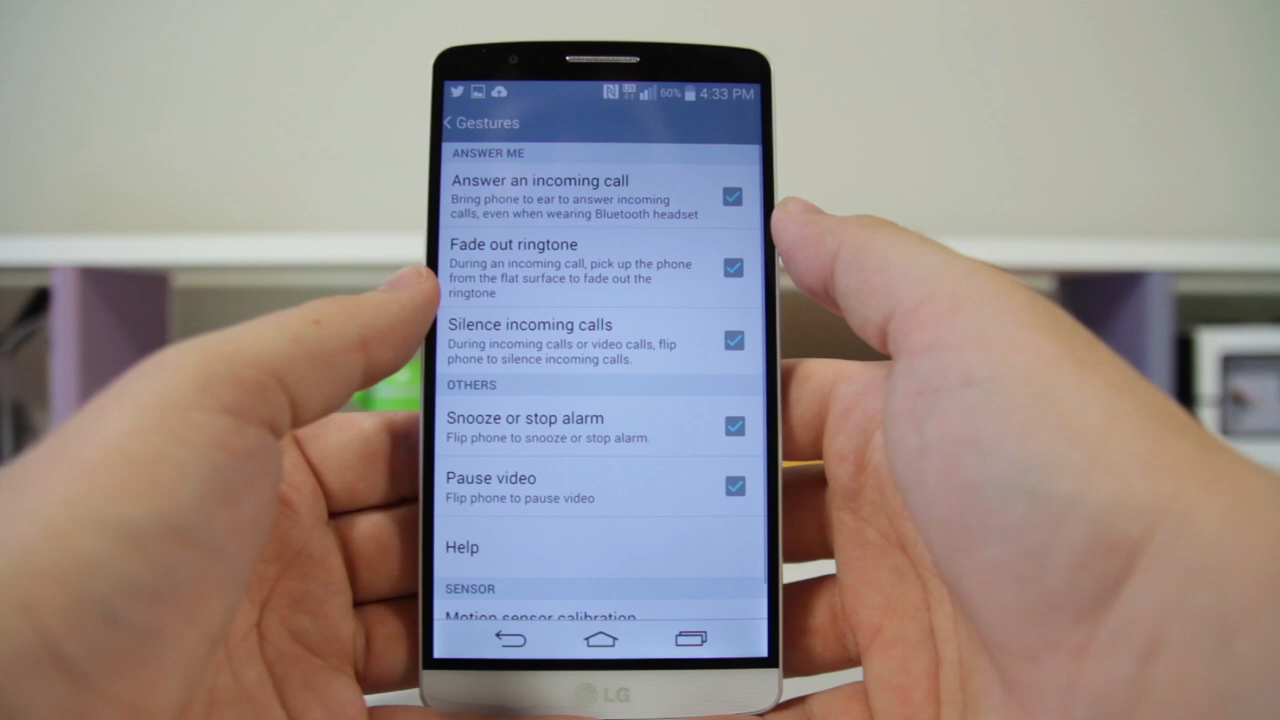 60% 4:33 PM
Gestures
ANSWER ME
Answer an incoming call
Bring phone to ear to answer incoming
calls, even when wearing Bluetooth headset
Fade out ringtone
During an incoming call, pick up the phone
from the flat surface to fade out the
ringtone
Silence incoming calls
During incoming calls or video calls, flip
phone to silence incoming calls.
OTHERS
Snooze or stop alarm
Flip phone to snooze or stop alarm.
Pause video
Flip phone to pause video
Help
SENSOR
Motion sensor calibration
LG